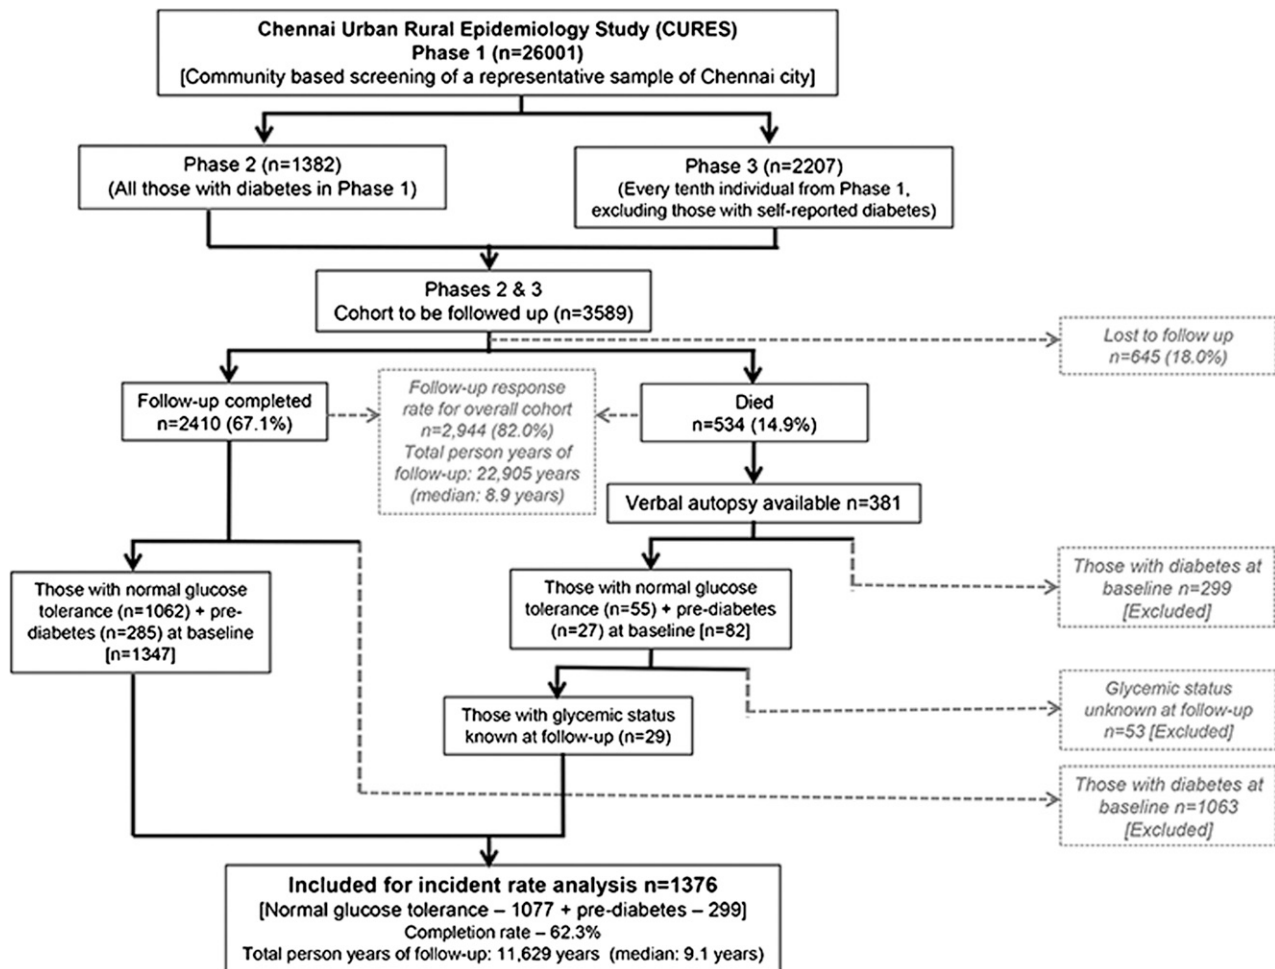 Chennai Urban Rural Epidemiology Study (CURES)
Phase 1 (n=26001)
[Community based screening of a representative sample of Chennai city]
Phase 2 (n=1382)
(All those with diabetes in Phase 1)
Phase 3 (n=2207)
(Every tenth individual from Phase 1,
excluding those with self-reported diabetes)
Phases 2 & 3
Cohort to be followed up (n=3589)
Lost to follow up
n=645 (18.0%)
Follow-up completed
n=2410 (67.1%)
Follow-up response
rate for overall cohort
n=2,944 (82.0%)
Total person years of
follow-up: 22,905 years
(median: 8.9 years)
Died
n=534 (14.9%)
Verbal autopsy available n=381
Those with normal glucose
tolerance (n=1062) + pre-
diabetes (n=285) at baseline
[n=1347]
Those with normal glucose
tolerance (n=55) + pre-diabetes
(n=27) at baseline [n=82]
Those with diabetes at
baseline n=299
[Excluded]
Those with glycemic status
known at follow-up (n=29)
Glycemic status
unknown at follow-up
n=53 [Excluded]
Those with diabetes at
baseline n=1063
[Excluded]
Included for incident rate analysis n=1376
[Normal glucose tolerance – 1077 + pre-diabetes – 299]
Completion rate – 62.3%
Total person years of follow-up: 11,629 years (median: 9.1 years)